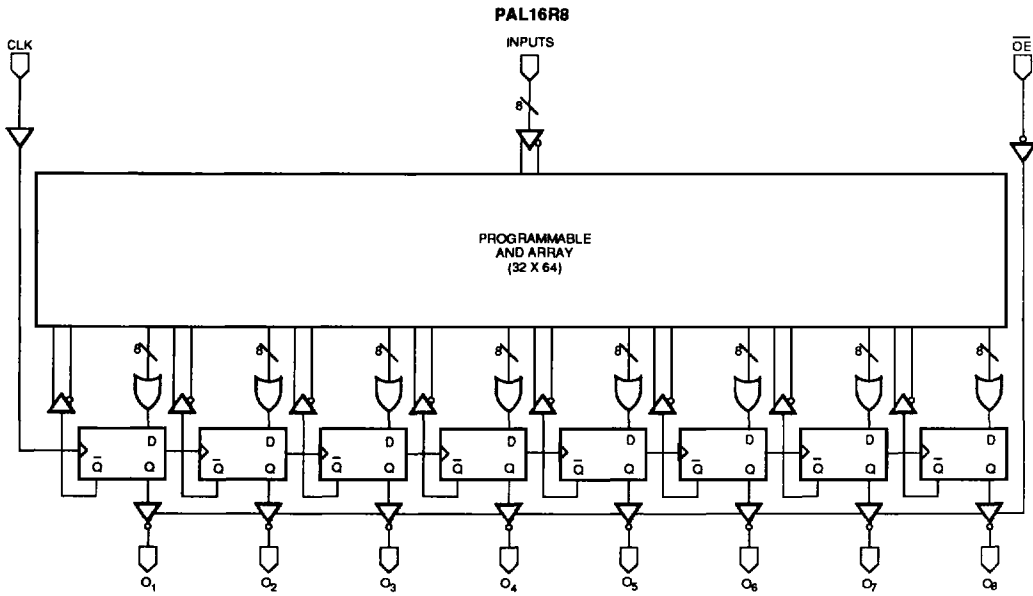 PAL16R8
CLK
INPUTS
OE
8
PROGRAMMABLE
AND ARRAY
(32 X 64)
8 8 8 8 8 8 8 8
D D D D D D D D
Q Q Q Q Q Q Q Q Q Q Q Q Q Q Q Q
O1 O2 O3 O4 O5 O6 O7 O8